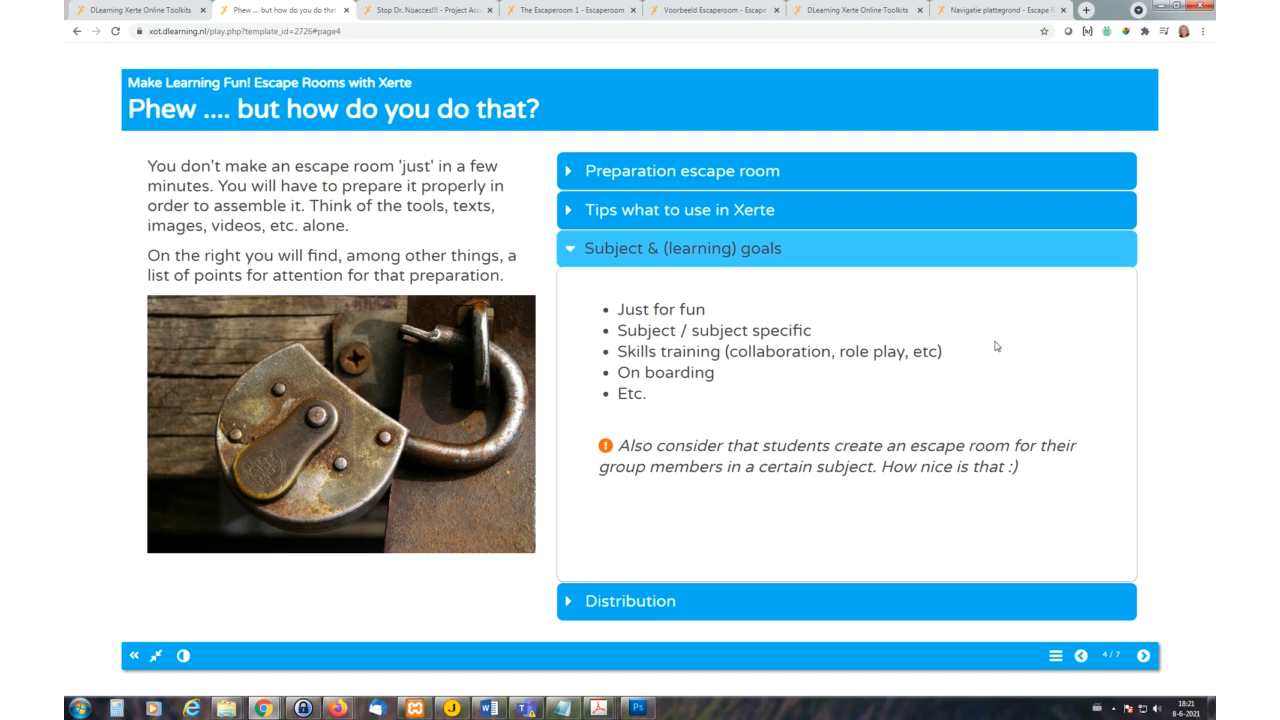 DLearning Xerte Online Toolkits
Phew ... but how do you do that
Stop Dr. Noacces!!! - Project Acc
The Escaperoom 1 - Escaperoom
Voorbeeld Escaperoom - Escape
DLearning Xerte Online Toolkits
Navigatie plattegrond - Escape R
xot.dlearning.nl/play.php?template_id=2726#page4
Make Learning Fun! Escape Rooms with Xerte
Phew .... but how do you do that?
You don't make an escape room 'just' in a few
minutes. You will have to prepare it properly in
order to assemble it. Think of the tools, texts,
images, videos, etc. alone.
On the right you will find, among other things, a
list of points for attention for that preparation.
Preparation escape room
Tips what to use in Xerte
Subject & (learning) goals
• Just for fun
• Subject / subject specific
• Skills training (collaboration, role play, etc)
• On boarding
• Etc.
Also consider that students create an escape room for their
group members in a certain subject. How nice is that :)
Distribution
4 / 7
18:21
8-6-2021